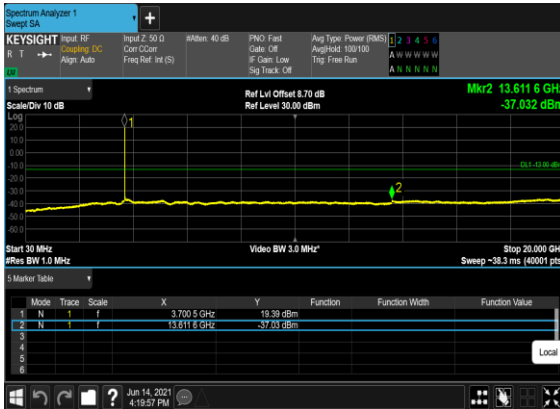 Spectrum Analyzer 1
Swept SA
+
KEYSIGHT Input: RF Input Z: 50 Ω #Atten: 40 dB PNO: Fast Avg Type: Power (RMS) 1 2 3 4 5 6
R T Coupling: DC Corr CCorr Gate: Off Avg|Hold: 100/100 A W W W W W
Align: Auto Freq Ref: Int (S) IF Gain: Low Trig: Free Run
Sig Track: Off A N N N N N
1 Spectrum Ref Lvl Offset 8.70 dB Mkr2 13.611 6 GHz
Scale/Div 10 dB Ref Level 30.00 dBm -37.032 dBm
Log
1
20.0
10.0
0.00
-10.0
DL1 -13.00 dBm
-20.0
-30.0
2
-40.0
-50.0
-60.0
Start 30 MHz Video BW 3.0 MHz* Stop 20.000 GHz
#Res BW 1.0 MHz Sweep ~38.3 ms (40001 pts)
5 Marker Table
Mode Trace Scale X Y Function Function Width Function Value
1 N 1 f 3.700 5 GHz 19.39 dBm
2 N 1 f 13.611 6 GHz -37.03 dBm
3
4
5
6
Local
? Jun 14, 2021
4:19:57 PM